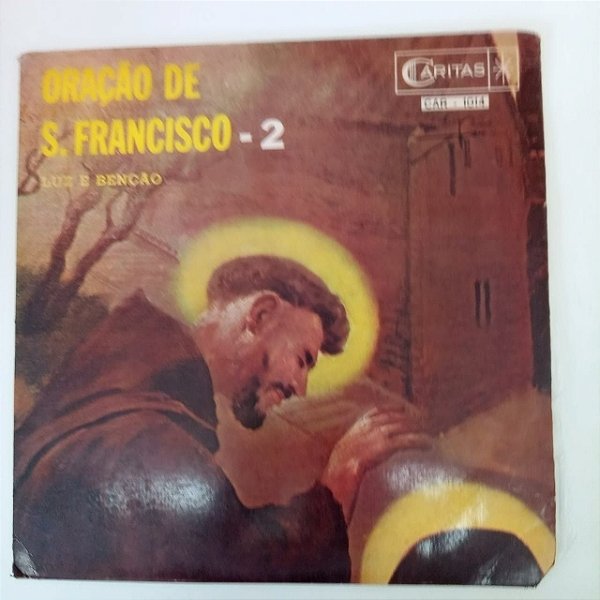 ORAÇÃO DE
S. FRANCISCO - 2
LUZ E BENÇÃO
CARITAS
CAR - 1014